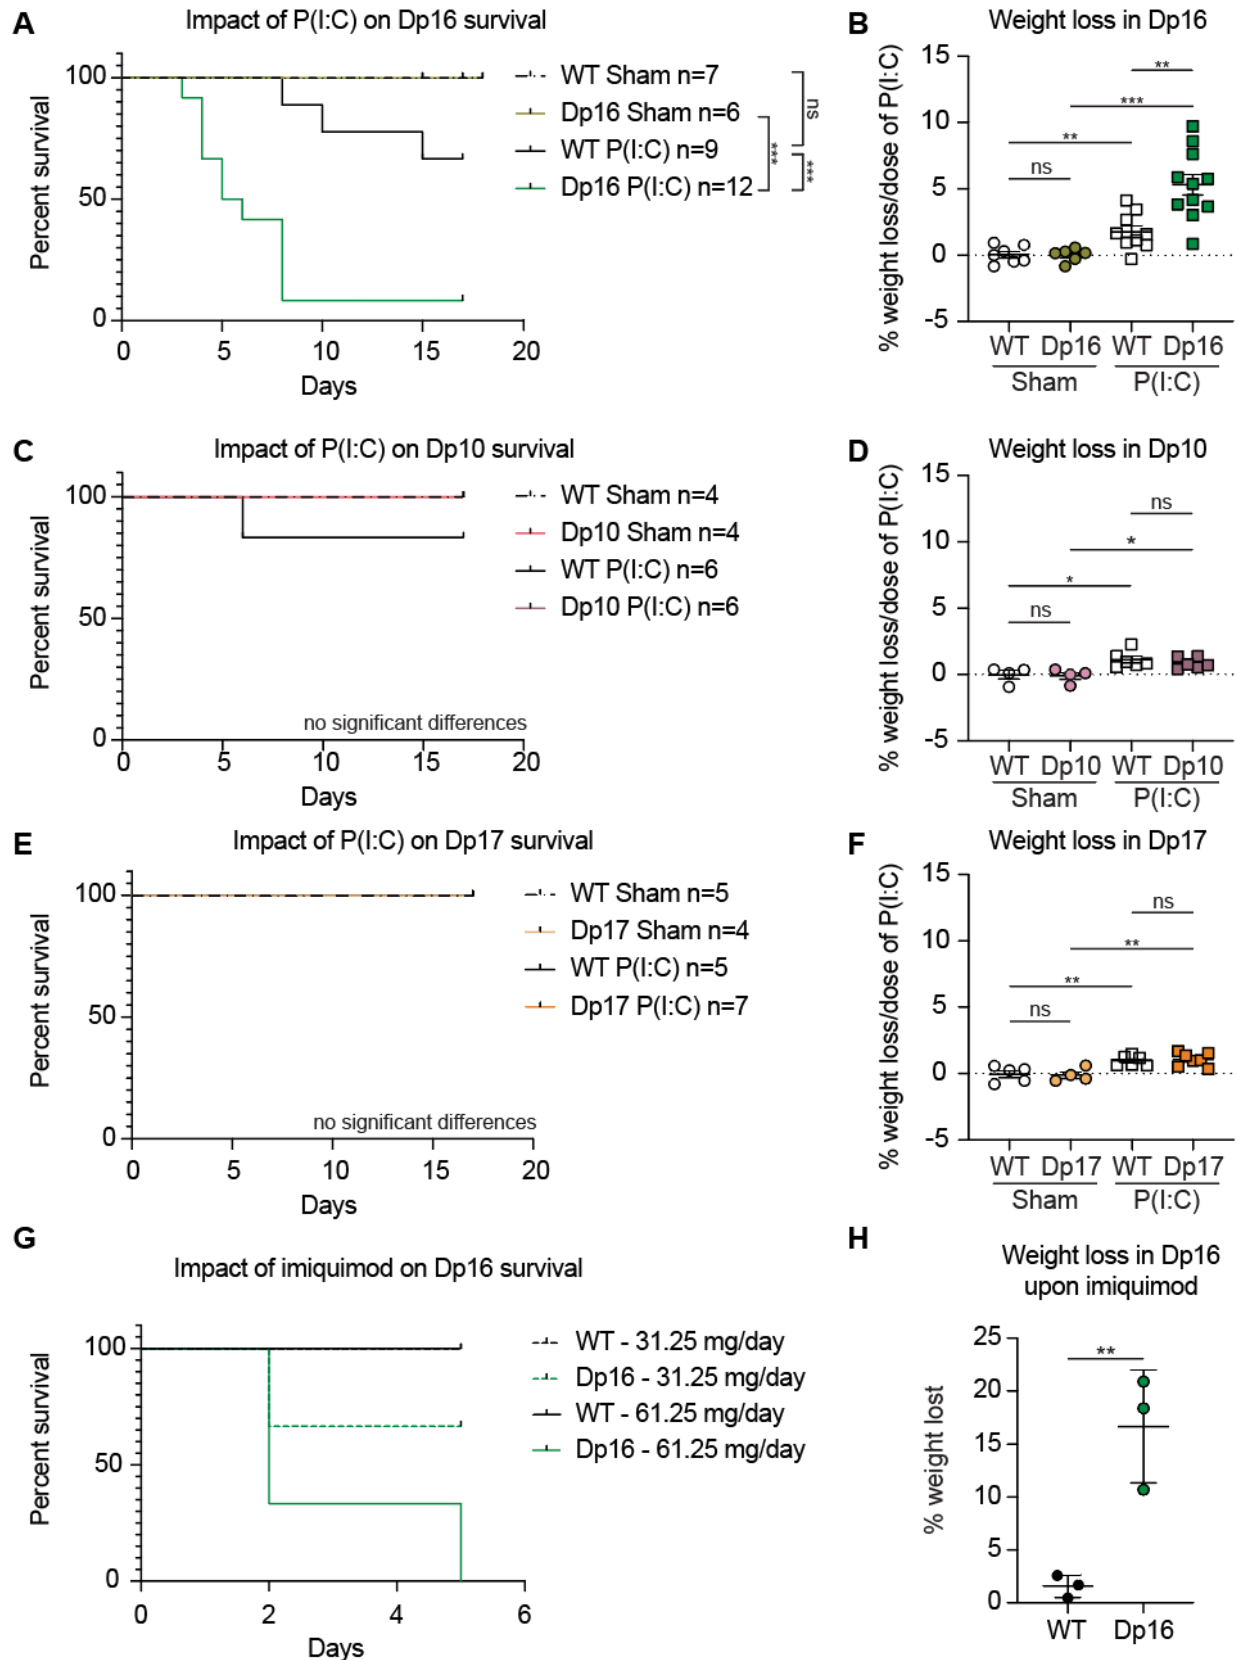 A
Impact of P(I:C) on Dp16 survival
Percent survival
100
50
0
0 5 10 15 20
Days
WT Sham n=7
Dp16 Sham n=6
WT P(I:C) n=9
Dp16 P(I:C) n=12
ns
***
***
B
Weight loss in Dp16
% weight loss/dose of P(I:C)
15
10
5
0
-5
**
***
**
ns
WT Dp16 WT Dp16
Sham P(I:C)
C
Impact of P(I:C) on Dp10 survival
Percent survival
100
50
0
0 5 10 15 20
Days
WT Sham n=4
Dp10 Sham n=4
WT P(I:C) n=6
Dp10 P(I:C) n=6
no significant differences
D
Weight loss in Dp10
% weight loss/dose of P(I:C)
15
10
5
0
-5
ns
*
*
ns
WT Dp10 WT Dp10
Sham P(I:C)
E
Impact of P(I:C) on Dp17 survival
Percent survival
100
50
0
0 5 10 15 20
Days
WT Sham n=5
Dp17 Sham n=4
WT P(I:C) n=5
Dp17 P(I:C) n=7
no significant differences
F
Weight loss in Dp17
% weight loss/dose of P(I:C)
15
10
5
0
-5
ns
**
**
ns
WT Dp17 WT Dp17
Sham P(I:C)
G
Impact of imiquimod on Dp16 survival
Percent survival
100
50
0
0 2 4 6
Days
WT - 31.25 mg/day
Dp16 - 31.25 mg/day
WT - 61.25 mg/day
Dp16 - 61.25 mg/day
H
Weight loss in Dp16
upon imiquimod
% weight lost
25
20
15
10
5
0
**
WT Dp16